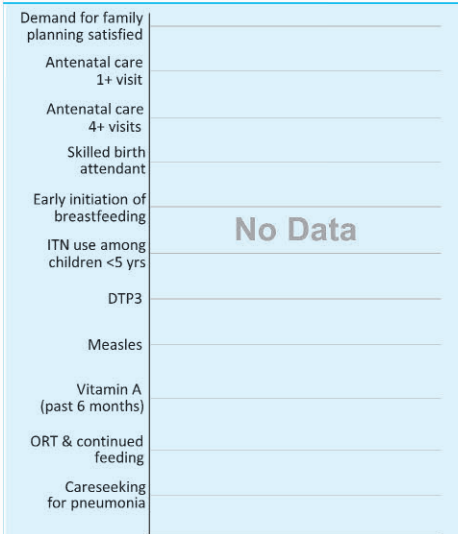 Demand for family
planning satisfied
Antenatal care
1+ visit
Antenatal care
4+ visits
Skilled birth
attendant
Early initiation of
breastfeeding
No Data
ITN use among
children <5 yrs
DTP3
Measles
Vitamin A
(past 6 months)
ORT & continued
feeding
Careseeking
for pneumonia